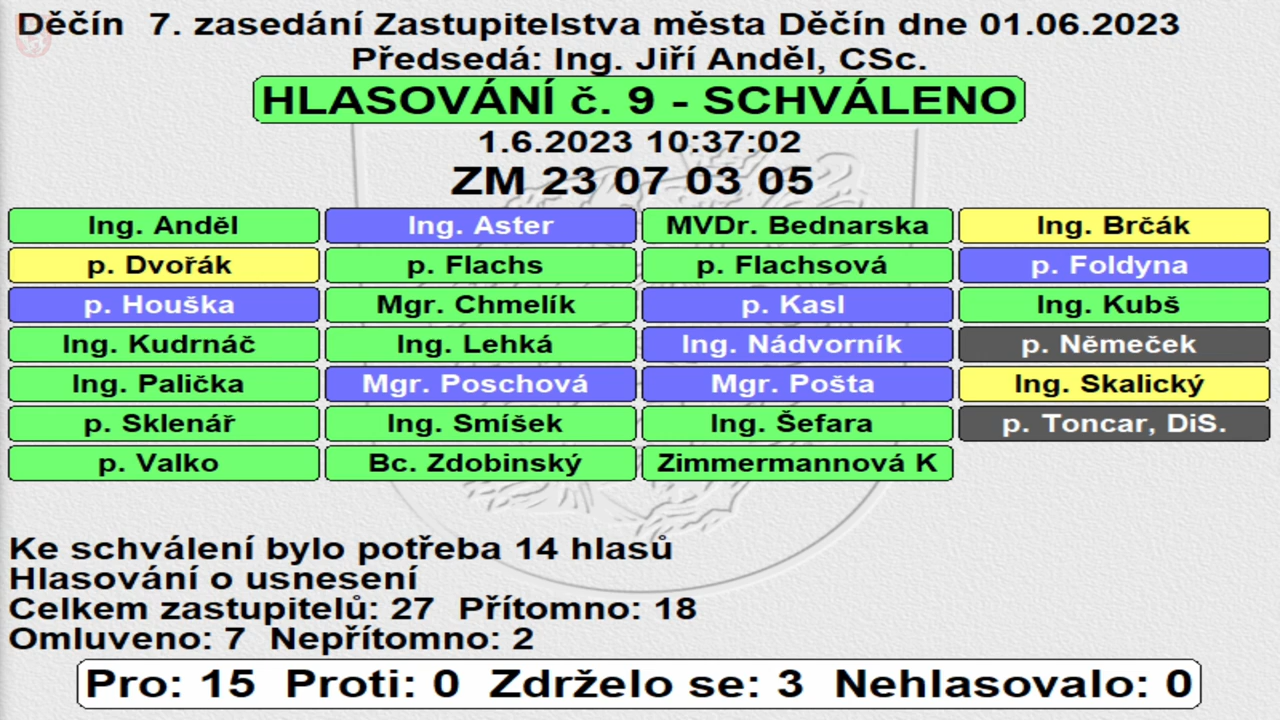 Děčín 7. zasedání Zastupitelstva města Děčín dne 01.06.2023
Předsedá: Ing. Jiří Anděl, CSc.
HLASOVÁNÍ č. 9 - SCHVÁLENO
1.6.2023 10:37:02
ZM 23 07 03 05
Ing. Anděl Ing. Aster MVDr. Bednarska Ing. Brčák
p. Dvořák p. Flachs p. Flachsová p. Foldyna
p. Houška Mgr. Chmelík p. Kasl Ing. Kubš
Ing. Kudrnáč Ing. Lehká Ing. Nádvorník p. Němeček
Ing. Palička Mgr. Poschová Mgr. Pošta Ing. Skalický
p. Sklenář Ing. Smíšek Ing. Šefara p. Toncar, DiS.
p. Valko Bc. Zdobinský Zimmermannová K
Ke schválení bylo potřeba 14 hlasů
Hlasování o usnesení
Celkem zastupitelů: 27 Přítomno: 18
Omluveno: 7 Nepřítomno: 2
Pro: 15 Proti: 0 Zdrželo se: 3 Nehlasovalo: 0